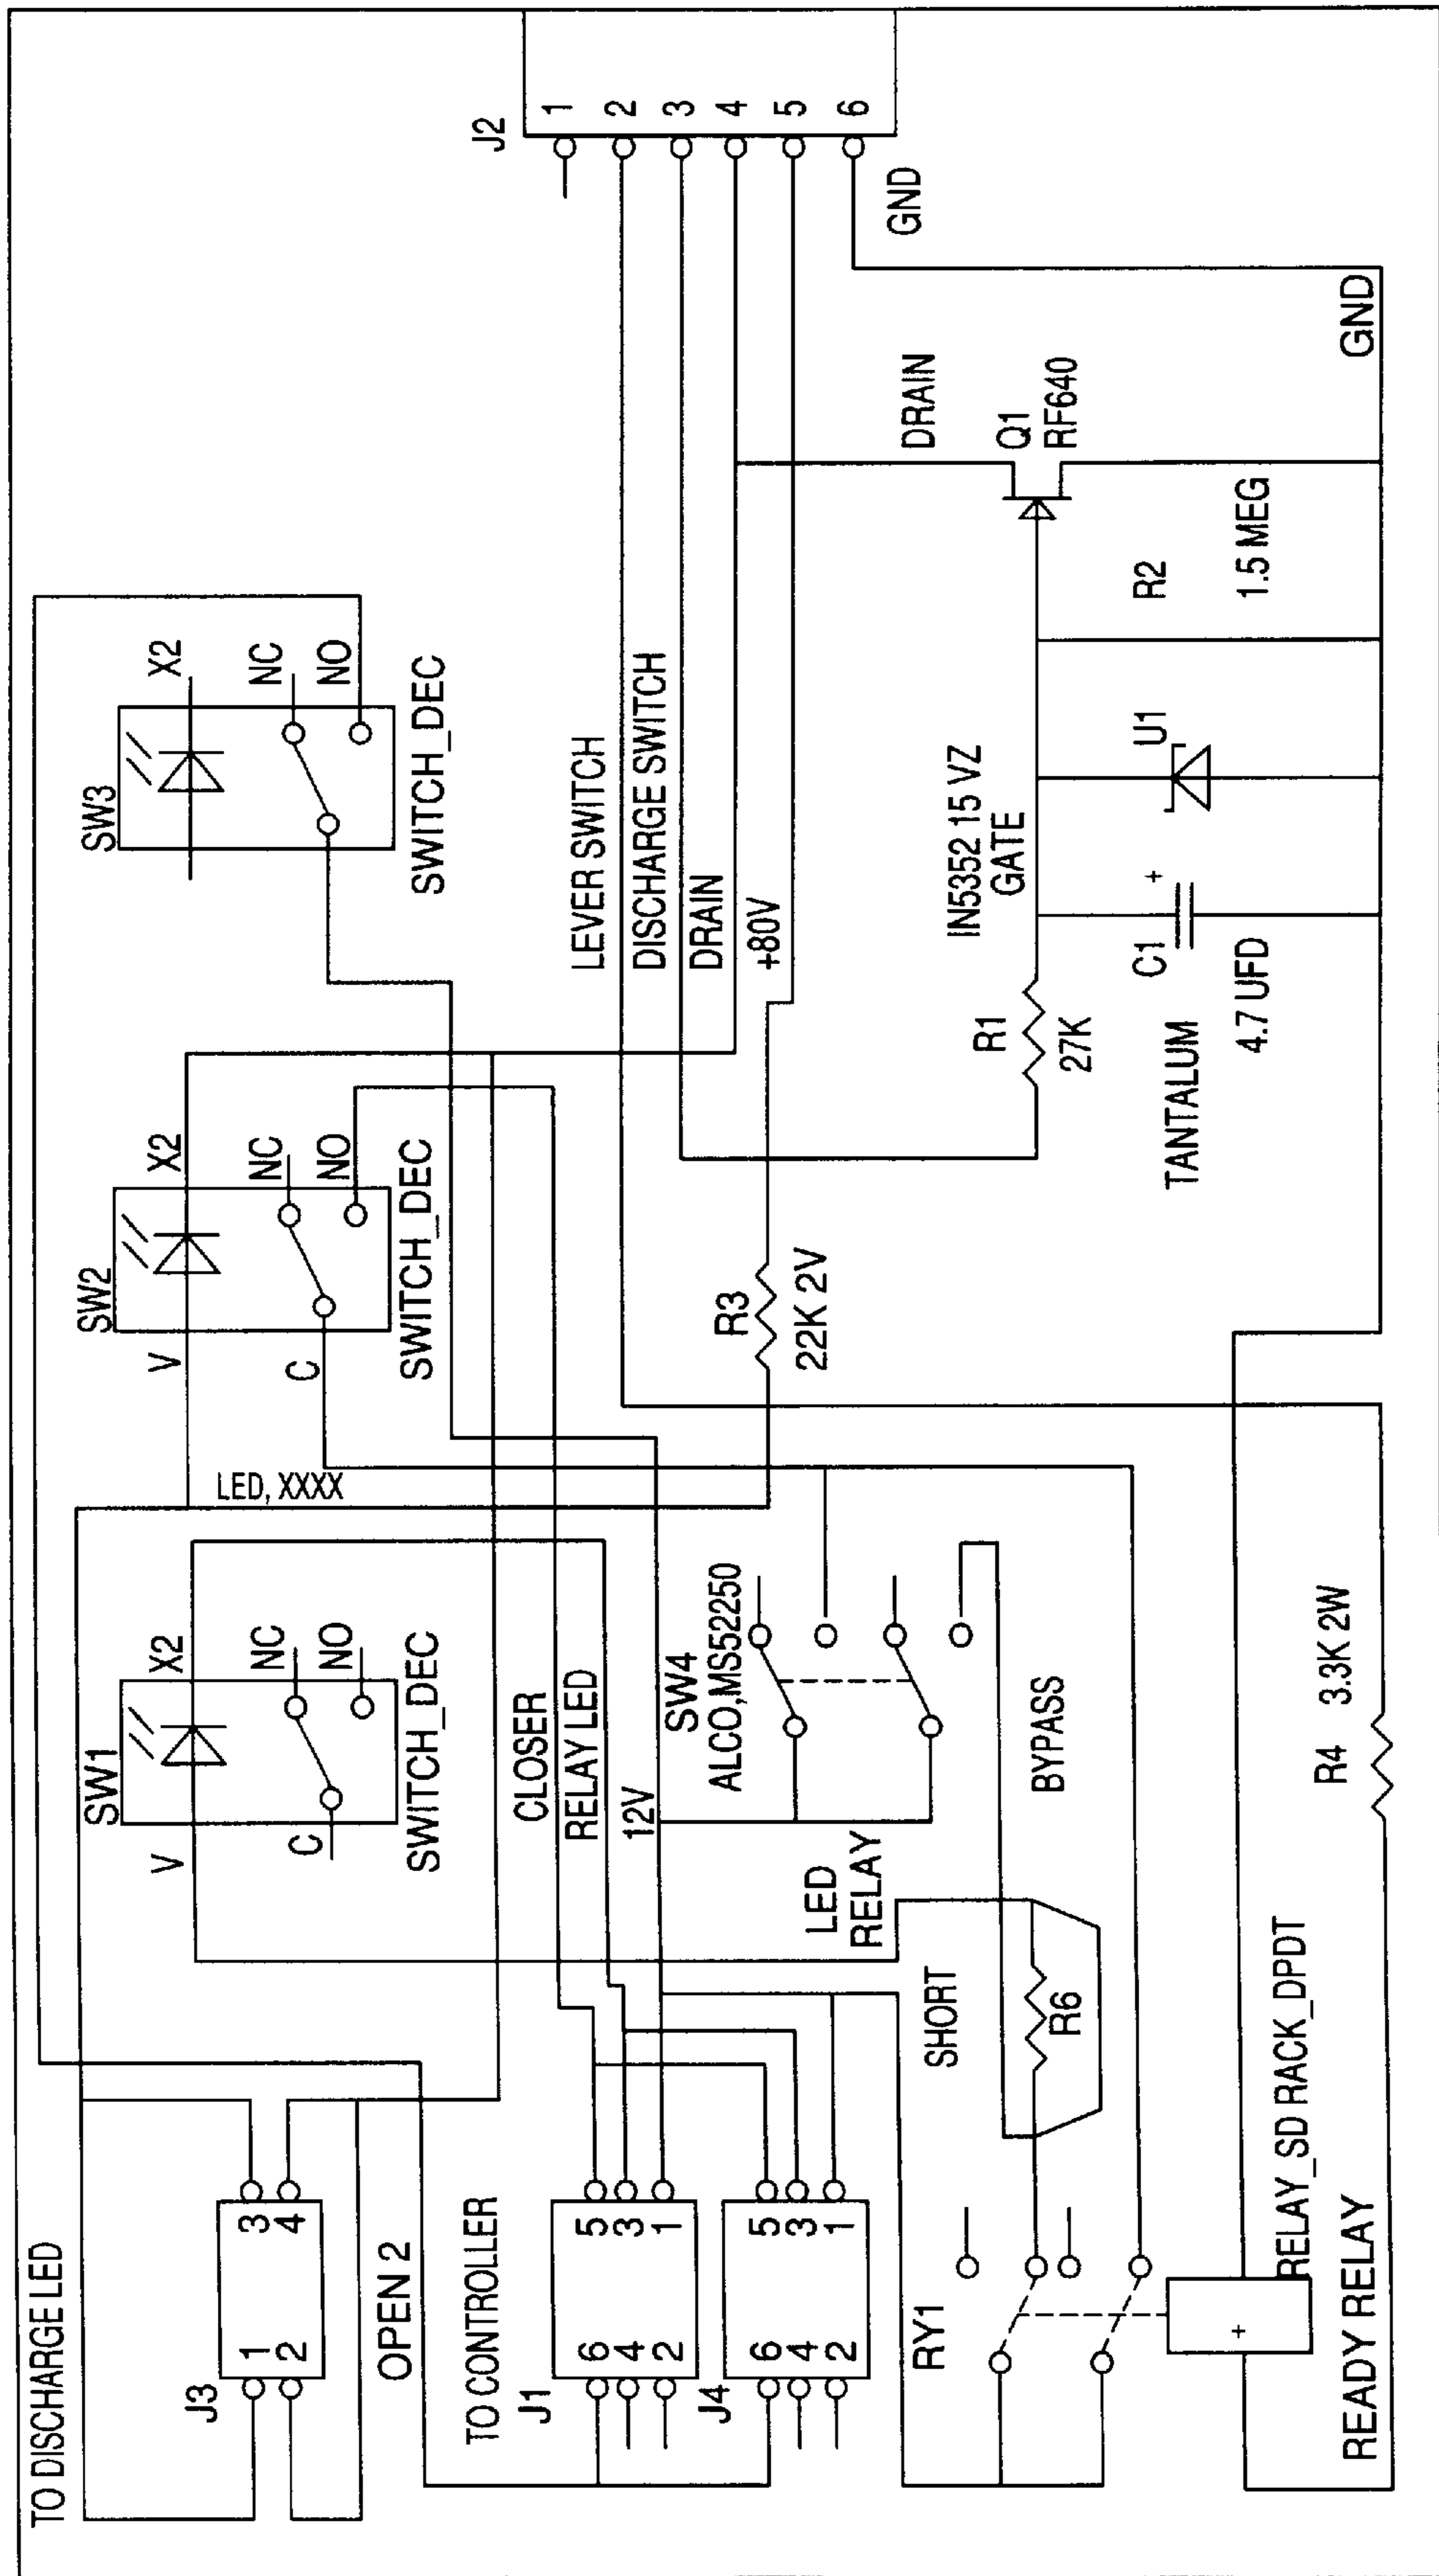 TO DISCHARGE LED
J3
1
2
3
4
OPEN 2
TO CONTROLLER
J1
6
4
2
5
3
1
J4
6
4
2
5
3
1
RY1
+
RELAY_SD RACK_DPDT
READY RELAY
SHORT
R6
LED
RELAY
BYPASS
R4 3.3K 2W
SW1
V
C
X2
NC
NO
SWITCH_DEC
CLOSER
RELAY LED
12V
SW4
ALCO,MS52250
LED, XXXX
SW2
V
C
X2
NC
NO
SWITCH_DEC
R3
22K 2V
SW3
X2
NC
NO
SWITCH_DEC
LEVER SWITCH
DISCHARGE SWITCH
DRAIN
+80V
R1
27K
IN5352 15 VZ
GATE
TANTALUM
C1
+
4.7 UFD
U1
R2
1.5 MEG
DRAIN
Q1
RF640
GND
GND
J2
1
2
3
4
5
6